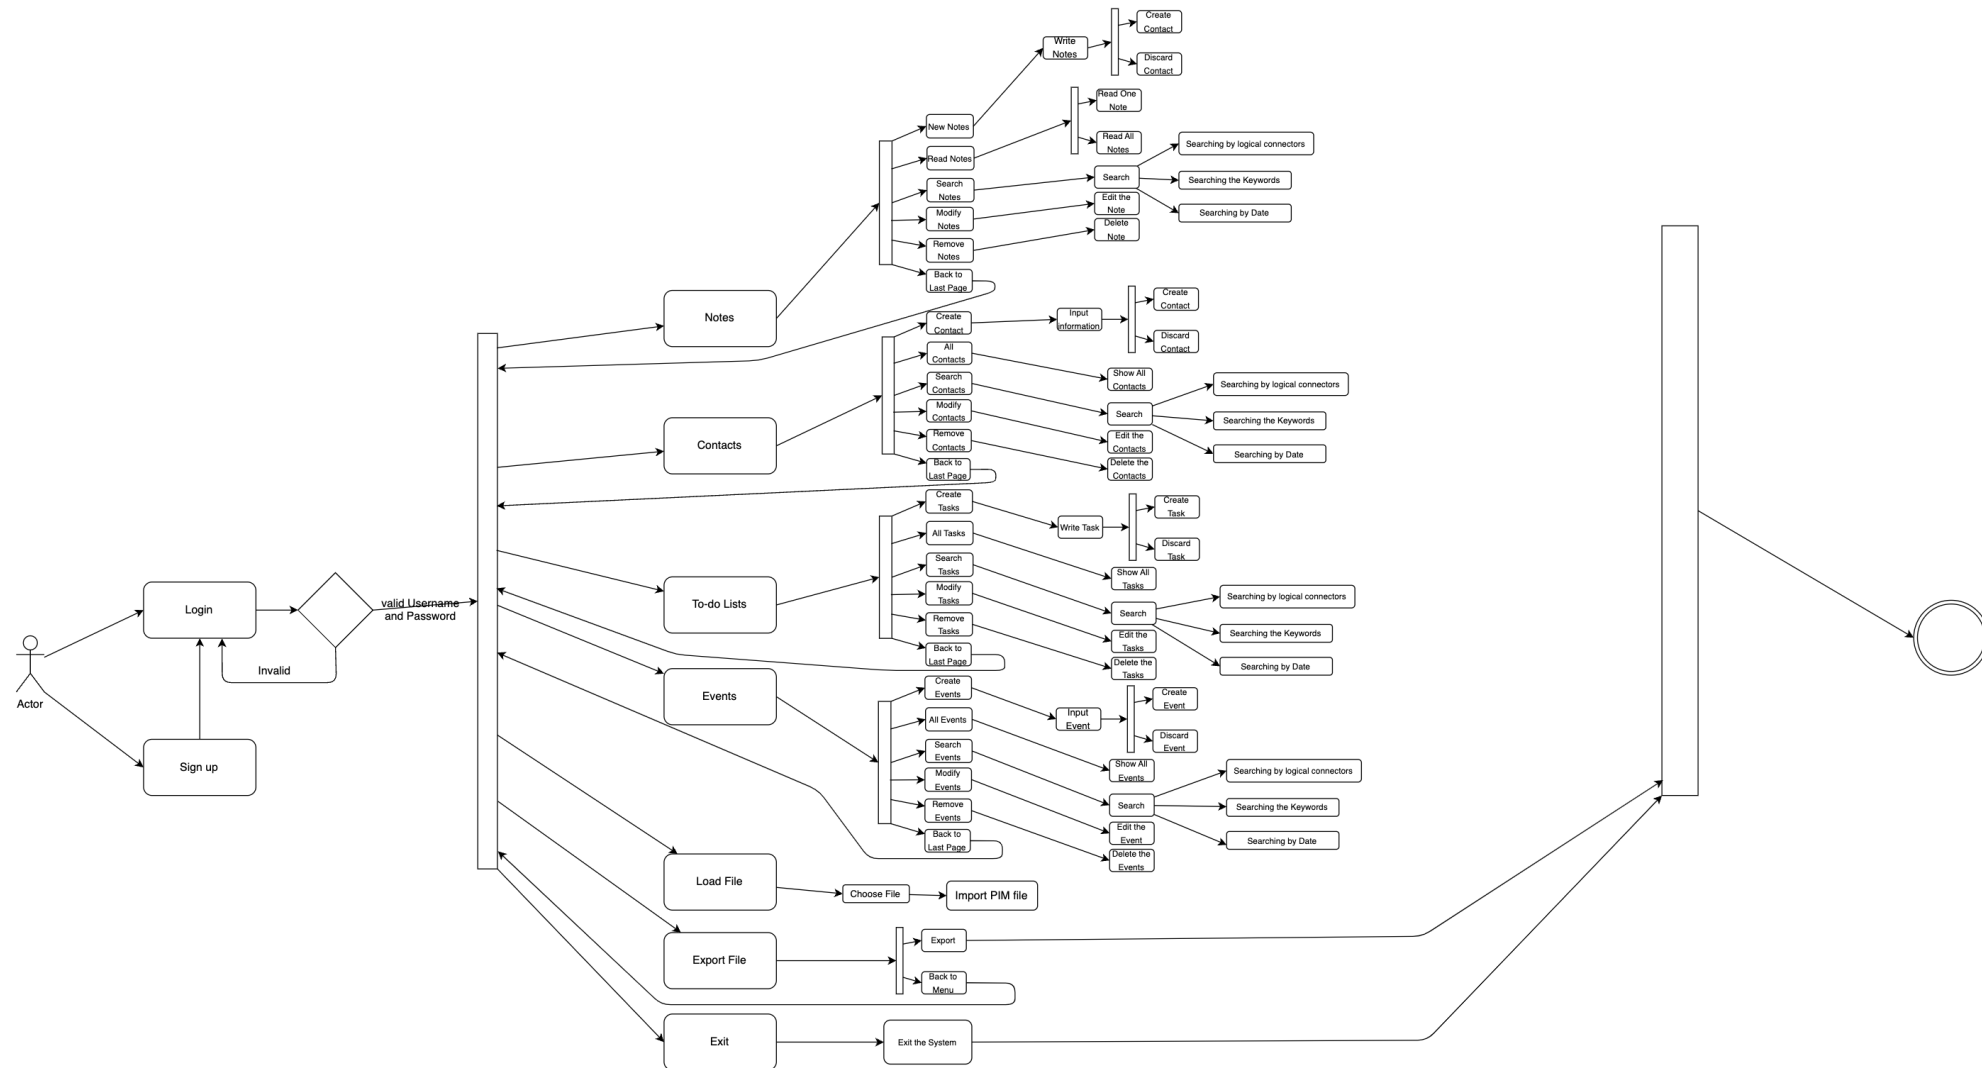 Actor
Login
Sign up
Invalid
valid Username
and Password
Notes
New Notes
Write
Notes
Create
Contact
Discard
Contact
Read Notes
Read One
Note
Read All
Notes
Search
Notes
Search
Searching by logical connectors
Searching the Keywords
Searching by Date
Modify
Notes
Edit the
Note
Remove
Notes
Delete
Note
Back to
Last Page
Contacts
Create
Contact
Input
information
Create
Contact
Discard
Contact
All
Contacts
Show All
Contacts
Search
Contacts
Search
Searching by logical connectors
Searching the Keywords
Searching by Date
Modify
Contacts
Edit the
Contacts
Remove
Contacts
Delete the
Contacts
Back to
Last Page
To-do Lists
Create
Tasks
Write Task
Create
Task
Discard
Task
All Tasks
Show All
Tasks
Search
Tasks
Search
Searching by logical connectors
Searching the Keywords
Searching by Date
Modify
Tasks
Edit the
Tasks
Remove
Tasks
Delete the
Tasks
Back to
Last Page
Events
Create
Events
Input
Event
Create
Event
Discard
Event
All Events
Show All
Events
Search
Events
Search
Searching by logical connectors
Searching the Keywords
Searching by Date
Modify
Events
Edit the
Event
Remove
Events
Delete the
Events
Back to
Last Page
Load File
Choose File
Import PIM file
Export File
Export
Back to
Menu
Exit
Exit the System